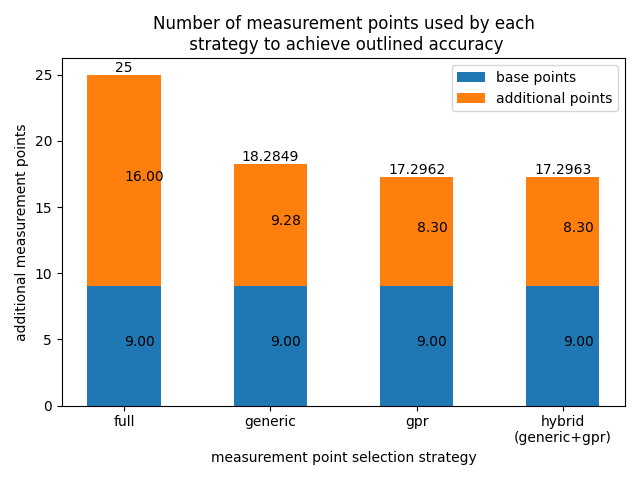 Number of measurement points used by each
strategy to achieve outlined accuracy
additional measurement points
25
20
15
10
5
0
base points
additional points
25
18.2849
17.2962
17.2963
16.00
9.28
8.30
8.30
9.00
9.00
9.00
9.00
full
generic
gpr
hybrid
(generic+gpr)
measurement point selection strategy